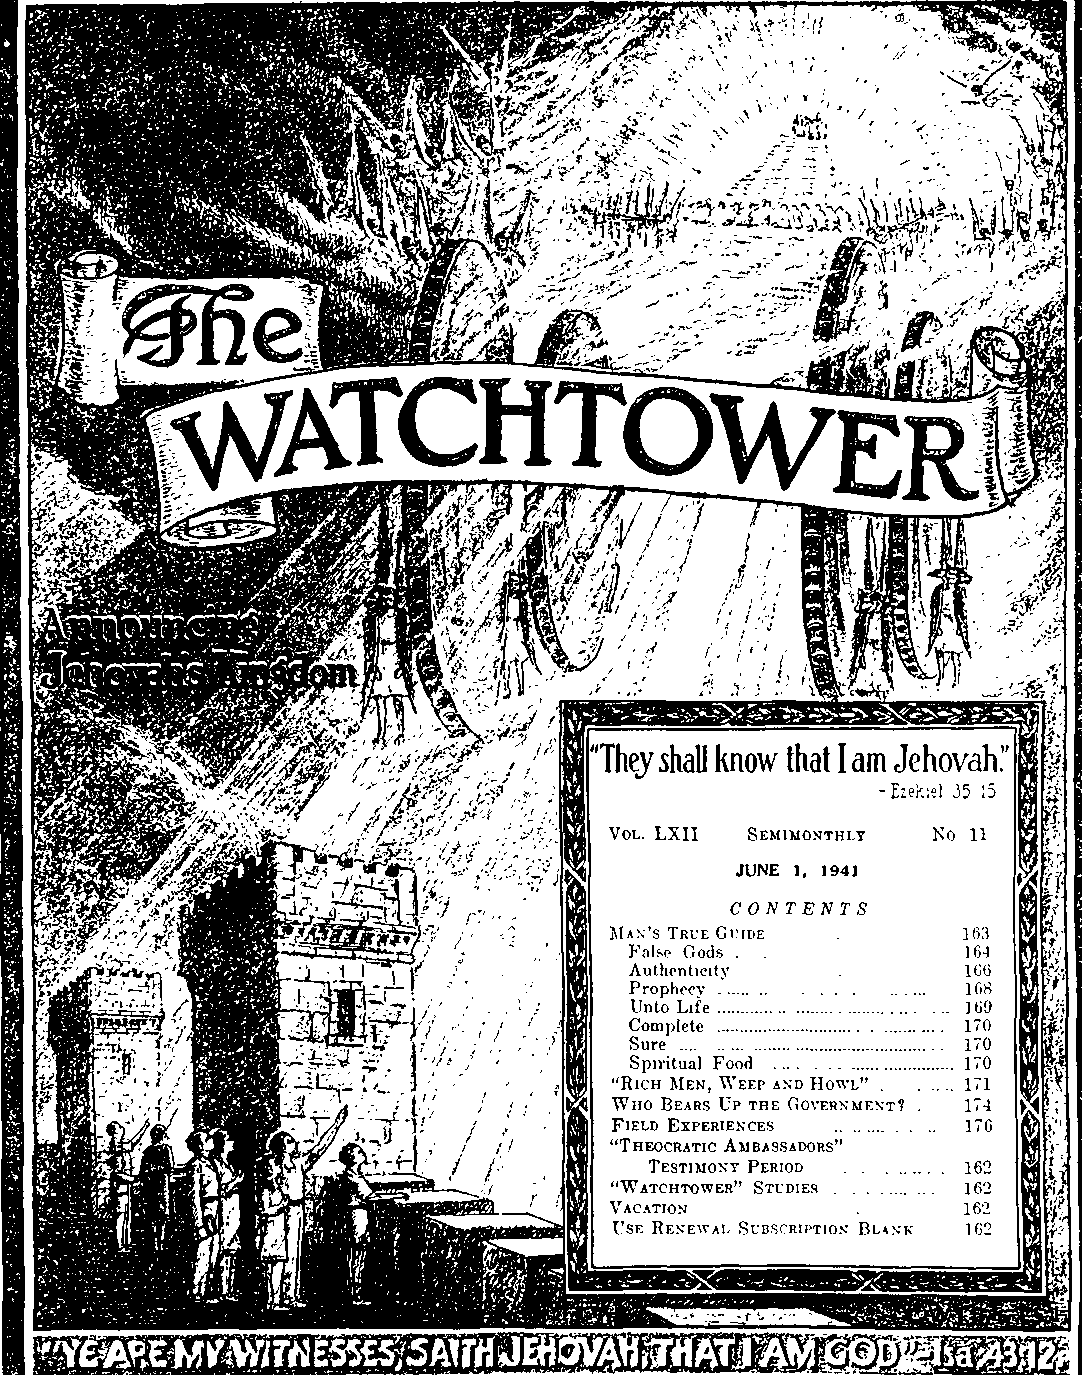 The
WATCHTOWER
Announcing
Jehovah's Kingdom
"They shall know that I am Jehovah."
- Ezekiel 35 15
VOL. LXII SEMIMONTHLY No 11
JUNE 1, 1941
CONTENTS
MAN'S TRUE GUIDE . 163
False Gods . . 164
Authenticity . 166
Prophecy ........ . . . . ...... 168
Unto Life ........................ 169
Complete ........................ 170
Sure ........................ 170
Spiritual Food ........................ 170
"RICH MEN, WEEP AND HOWL" . . .... 171
WHO BEARS UP THE GOVERNMENT? . 174
FIELD EXPERIENCES .......... 176
"THEOCRATIC AMBASSADORS"
TESTIMONY PERIOD .......... 162
"WATCHTOWER" STUDIES .......... 162
VACATION . 162
USE RENEWAL SUBSCRIPTION BLANK 162
"YE ARE MY WITNESSES, SAITH JEHOVAH, THAT I AM GOD"-Isa. 43:12.